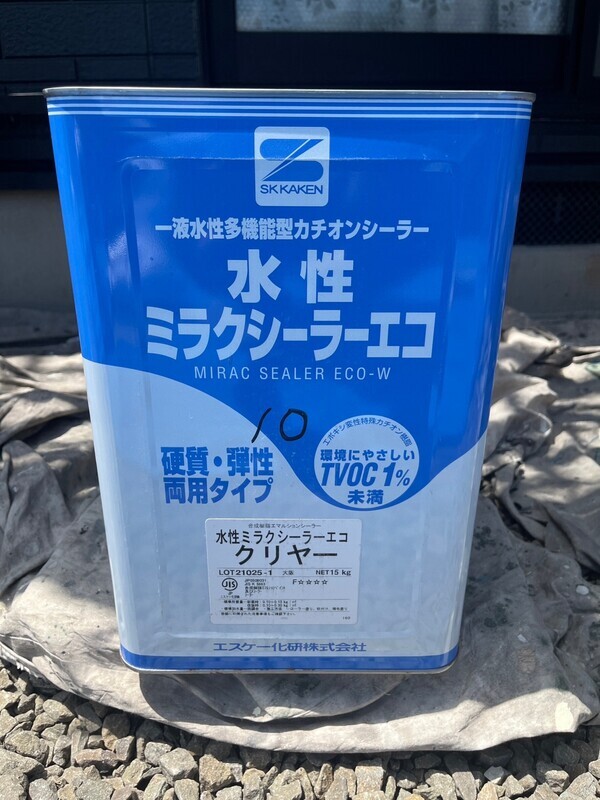 SK KAKEN
一液水性多機能型カチオンシーラー
水性
ミラクシーラーエコ
MIRAC SEALER ECO-W
10
エポキシ変性特殊カチオン樹脂
硬質・弾性
両用タイプ
環境にやさしい
TVOC 1%
未満
合成樹脂エマルションシーラー
水性ミラクシーラーエコ
クリヤー
LOT21025-1 大阪 NET15 kg
JIS
F☆☆☆☆
エスケー化研株式会社